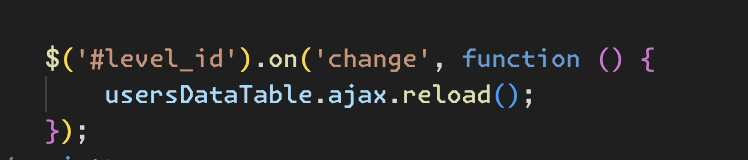 $('#level_id').on('change', function () {
    usersDataTable.ajax.reload();
});